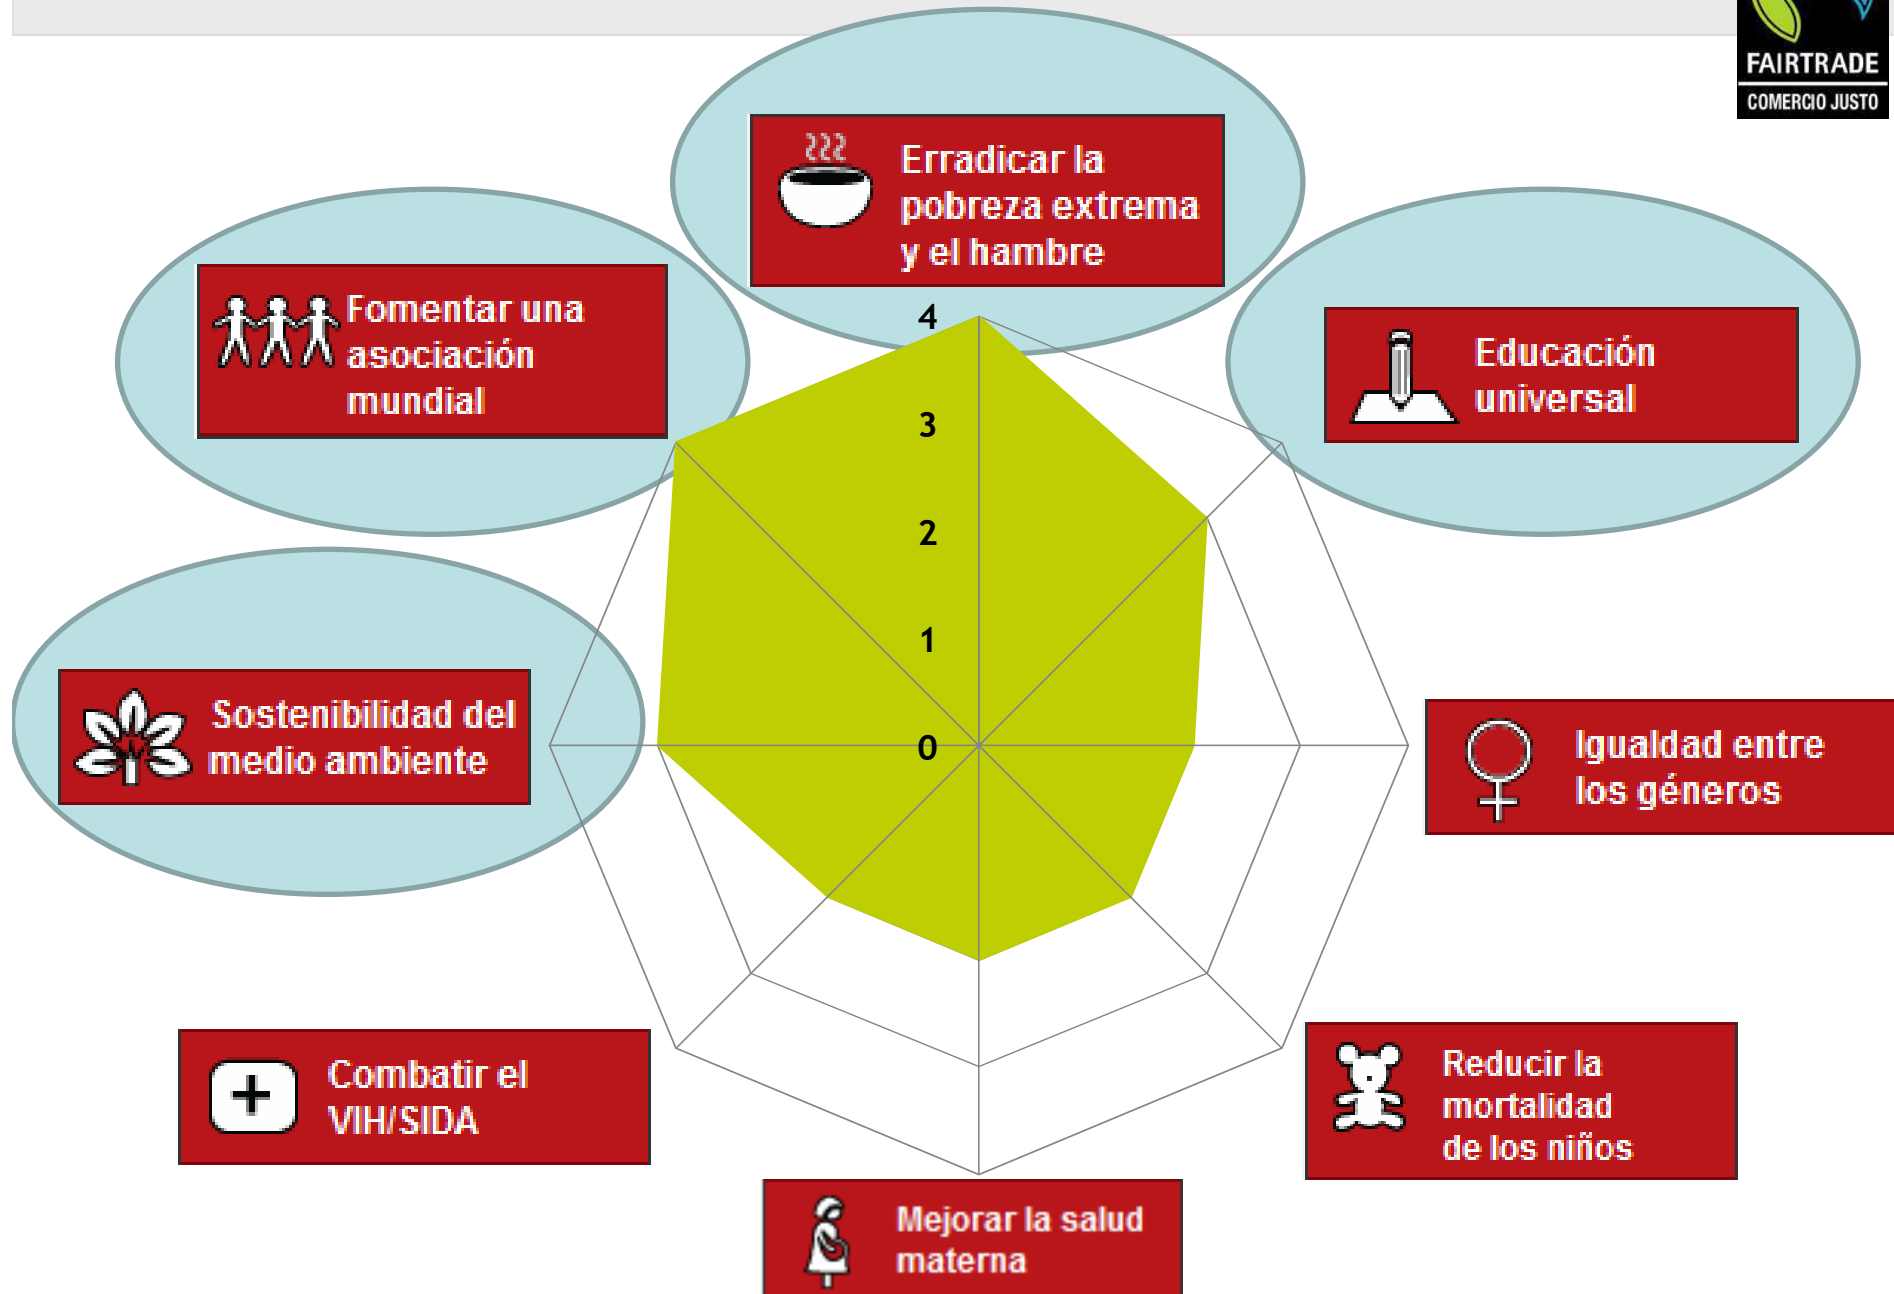 FAIRTRADE
COMERCIO JUSTO
Erradicar la
pobreza extrema
y el hambre
Fomentar una
asociación
mundial
Educación
universal
4
3
2
1
0
Sostenibilidad del
medio ambiente
Igualdad entre
los géneros
Combatir el
VIH/SIDA
Reducir la
mortalidad
de los niños
Mejorar la salud
materna